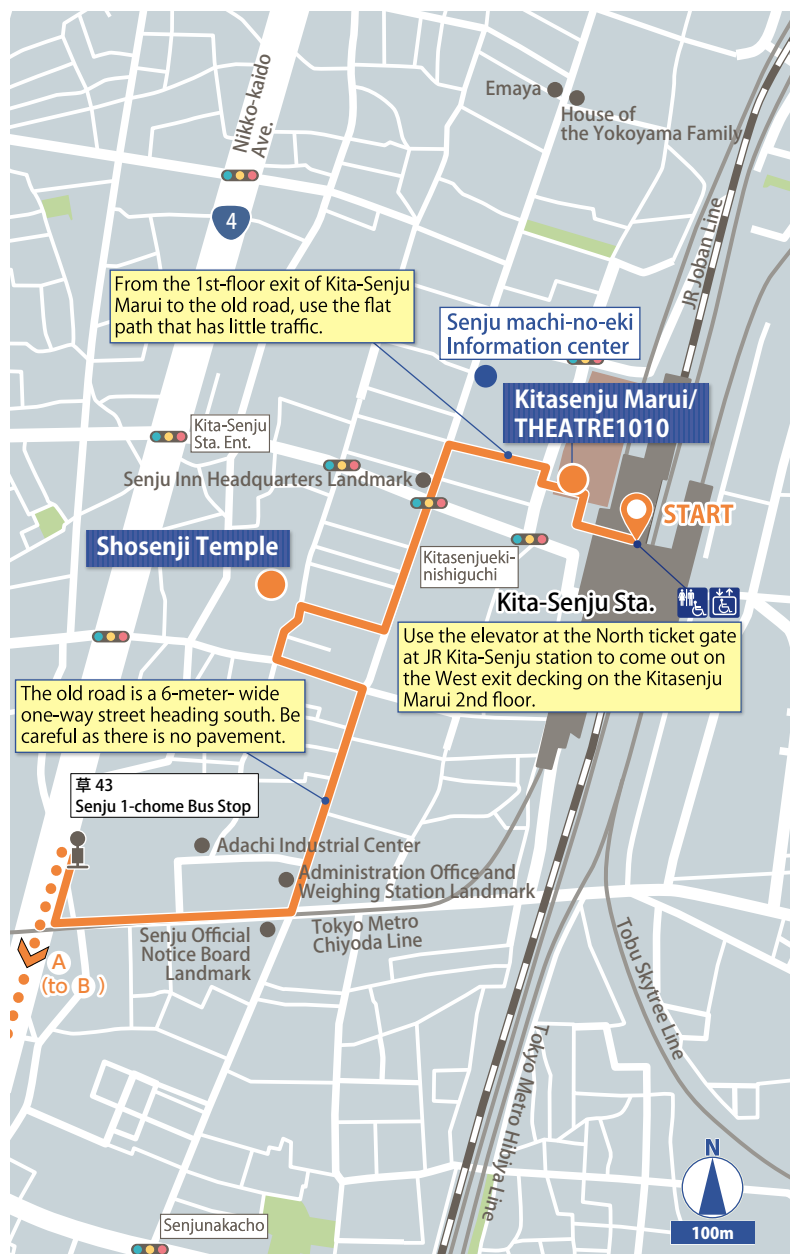 Emaya
House of
the Yokoyama Family
Nikko-kaido
Ave.
4
JR Joban Line
From the 1st-floor exit of Kita-Senju
Marui to the old road, use the flat
path that has little traffic.
Senju machi-no-eki
Information center
Kitasenju Marui/
THEATRE1010
Kita-Senju
Sta. Ent.
Senju Inn Headquarters Landmark
START
Shosenji Temple
Kitasenjueki-
nishiguchi
Kita-Senju Sta.
Use the elevator at the North ticket gate
at JR Kita-Senju station to come out on
the West exit decking on the Kitasenju
Marui 2nd floor.
The old road is a 6-meter- wide
one-way street heading south. Be
careful as there is no pavement.
草 43
Senju 1-chome Bus Stop
Adachi Industrial Center
Administration Office and
Weighing Station Landmark
Tokyo Metro
Chiyoda Line
Senju Official
Notice Board
Landmark
A
(to B )
Tobu Skytree Line
Tokyo Metro Hibiya Line
Senjunakacho
N
100m